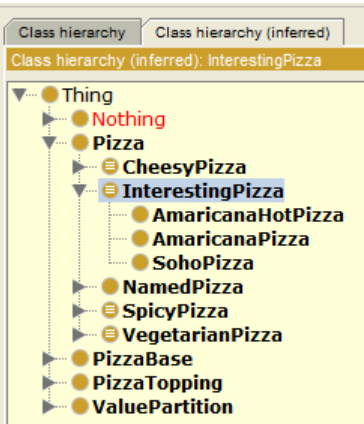 Class hierarchy Class hierarchy (inferred)
Class hierarchy (inferred): InterestingPizza
Thing
Nothing
Pizza
CheesyPizza
InterestingPizza
AmaricanaHotPizza
AmaricanaPizza
SohoPizza
NamedPizza
SpicyPizza
VegetarianPizza
PizzaBase
PizzaTopping
ValuePartition